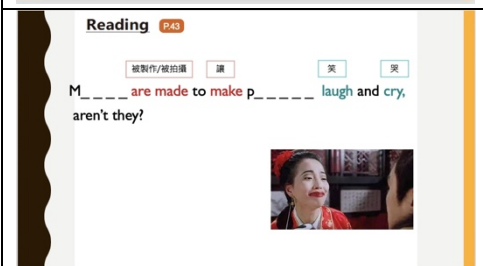 Reading P.43
被製作/被拍攝 讓 笑 哭
M_ _ _ _ are made to make p_ _ _ _ _ laugh and cry,
aren't they?